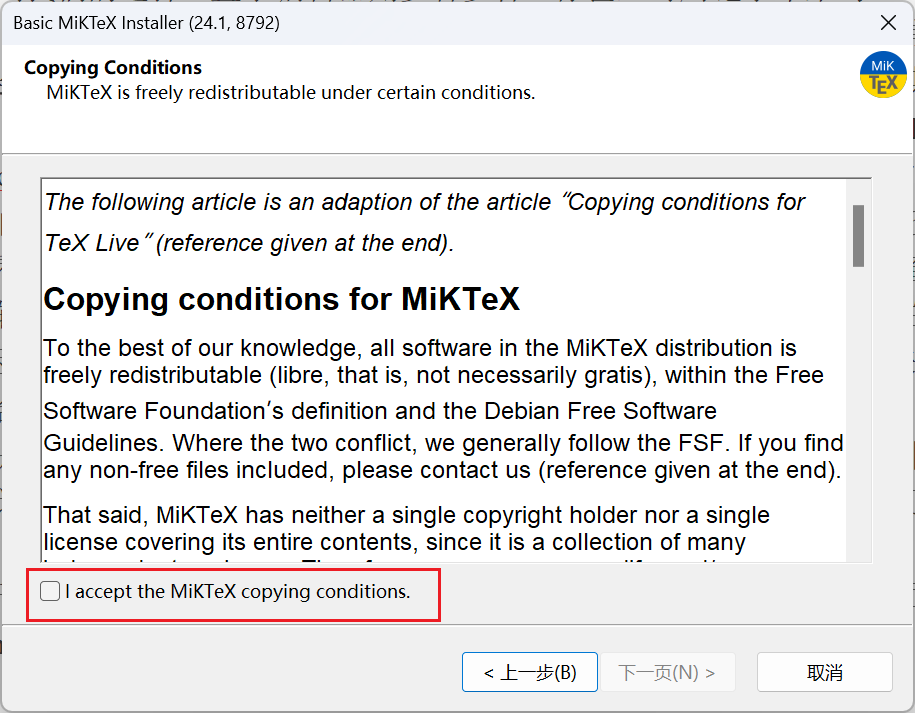 Basic MiKTeX Installer (24.1, 8792)
Copying Conditions
MiKTeX is freely redistributable under certain conditions.
MiK
TEX
The following article is an adaption of the article “Copying conditions for
TeX Live” (reference given at the end).
Copying conditions for MiKTeX
To the best of our knowledge, all software in the MiKTeX distribution is
freely redistributable (libre, that is, not necessarily gratis), within the Free
Software Foundation’s definition and the Debian Free Software
Guidelines. Where the two conflict, we generally follow the FSF. If you find
any non-free files included, please contact us (reference given at the end).
That said, MiKTeX has neither a single copyright holder nor a single
license covering its entire contents, since it is a collection of many
I accept the MiKTeX copying conditions.
< 上一步(B)
下一页(N) >
取消